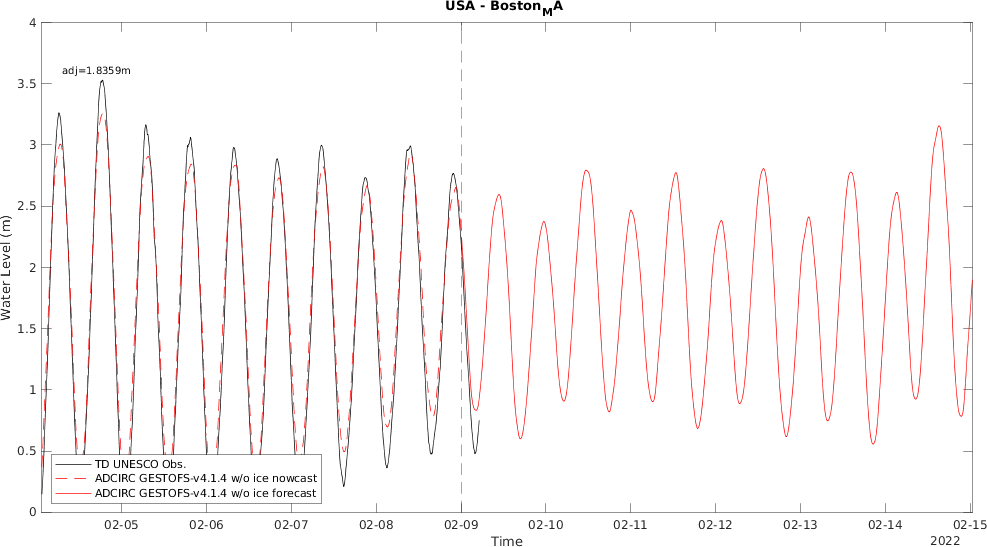 USA - Boston_MA
4
adj=1.8359m
3.5
3
2.5
2
1.5
1
0.5
0
Water Level (m)
TD UNESCO Obs.
ADCIRC GESTOFS-v4.1.4 w/o ice nowcast
ADCIRC GESTOFS-v4.1.4 w/o ice forecast
02-05 02-06 02-07 02-08 02-09 02-10 02-11 02-12 02-13 02-14 02-15
Time
2022